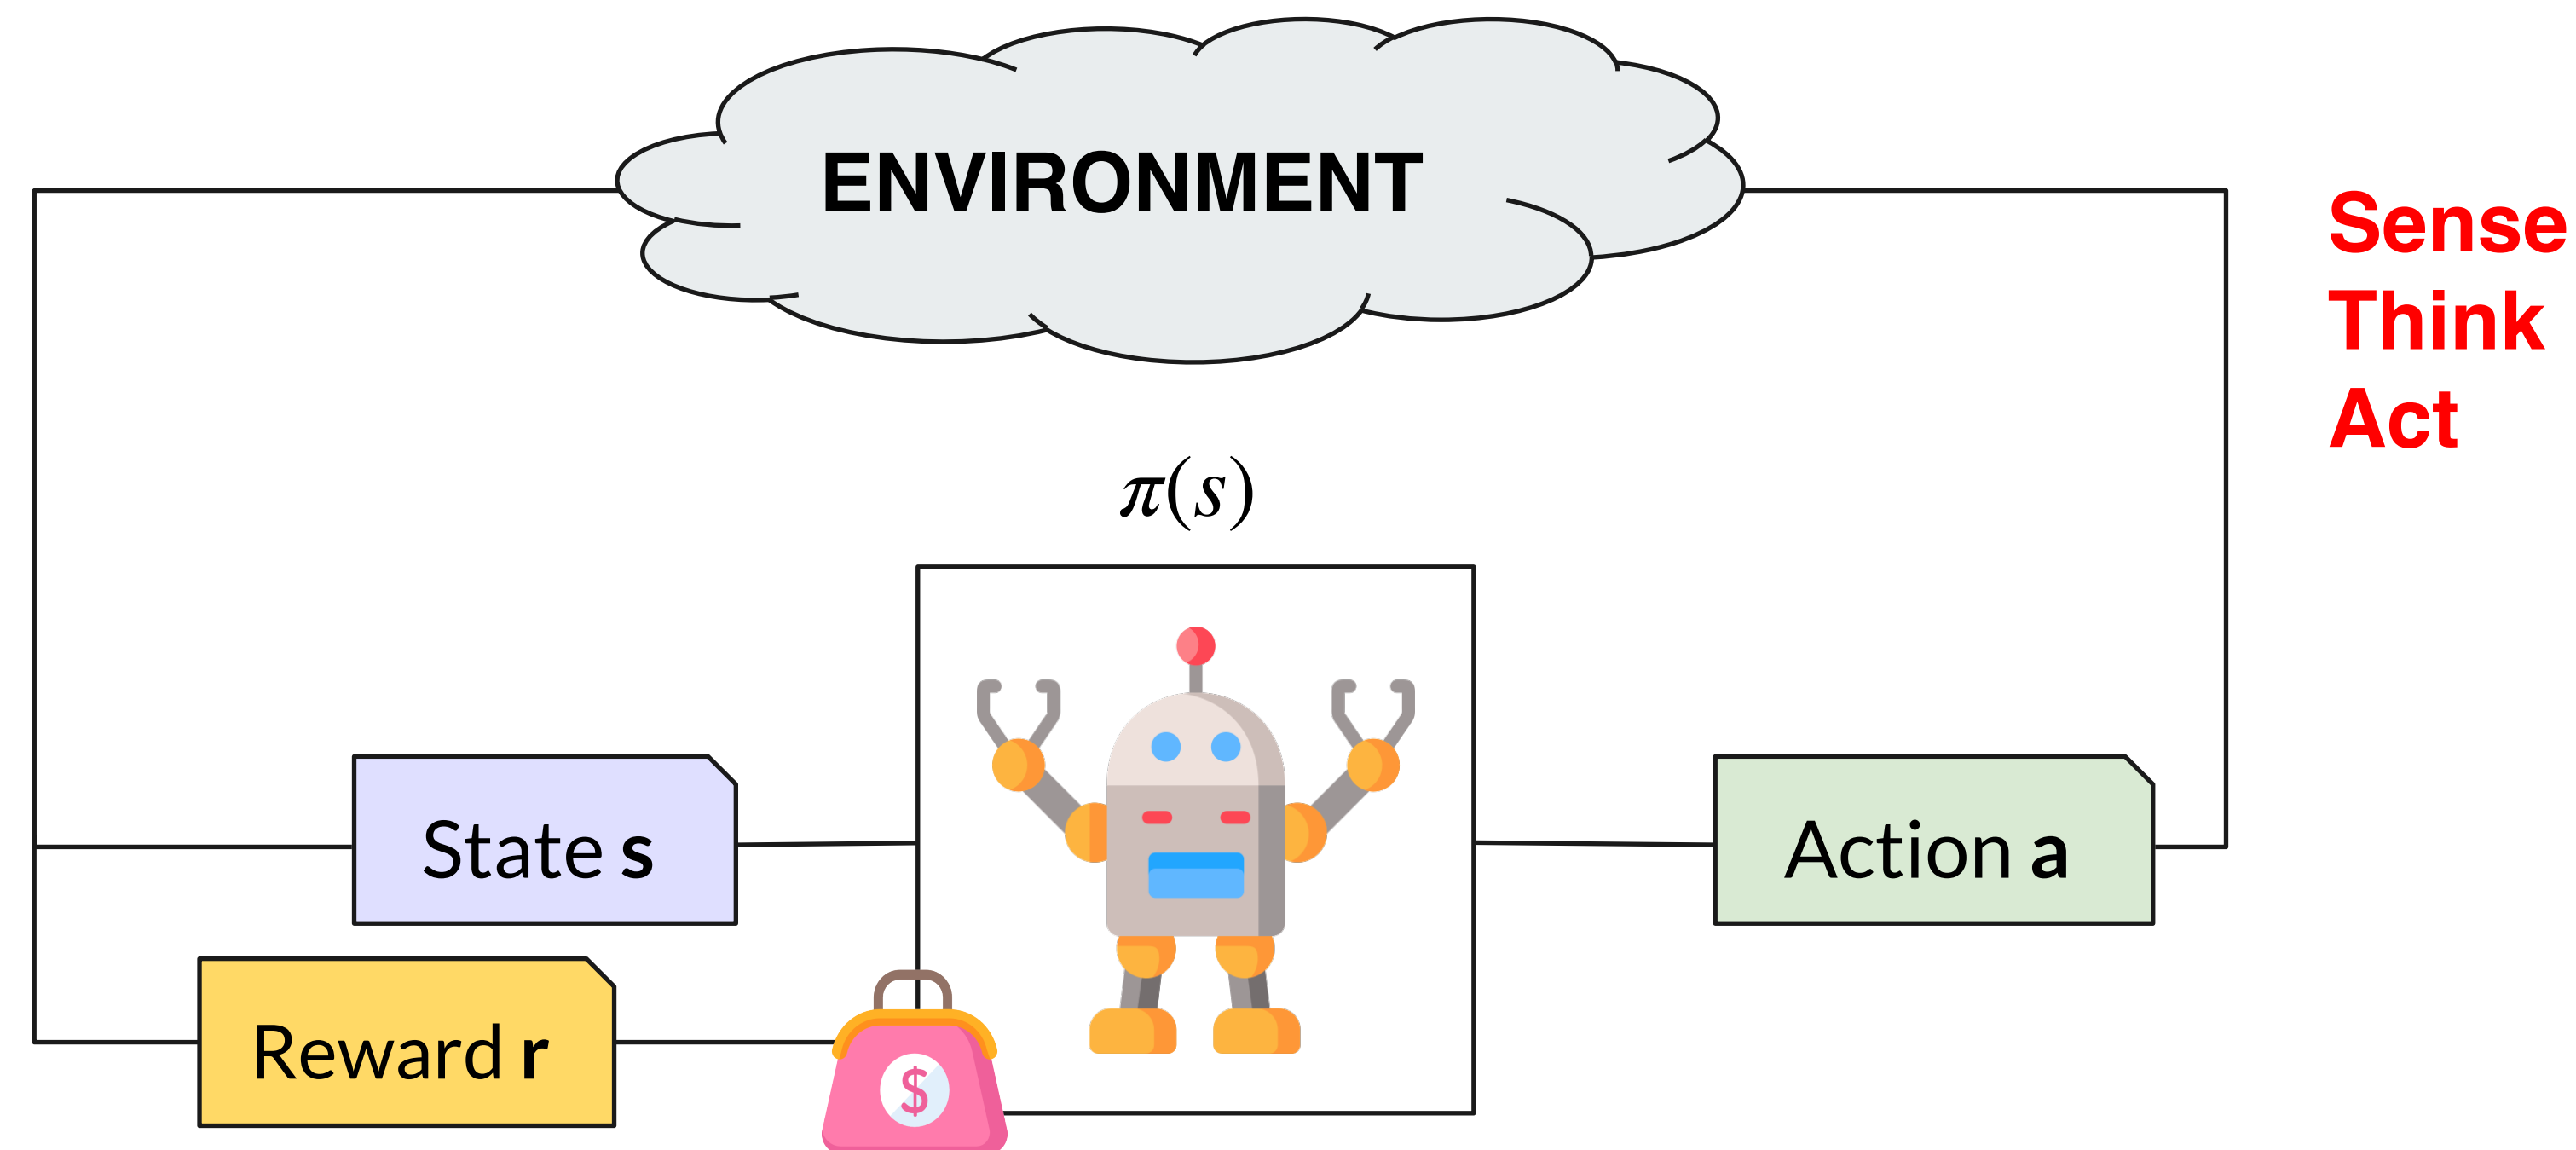 ENVIRONMENT
Sense
Think
Act
π(s)
State s
Action a
Reward r
$